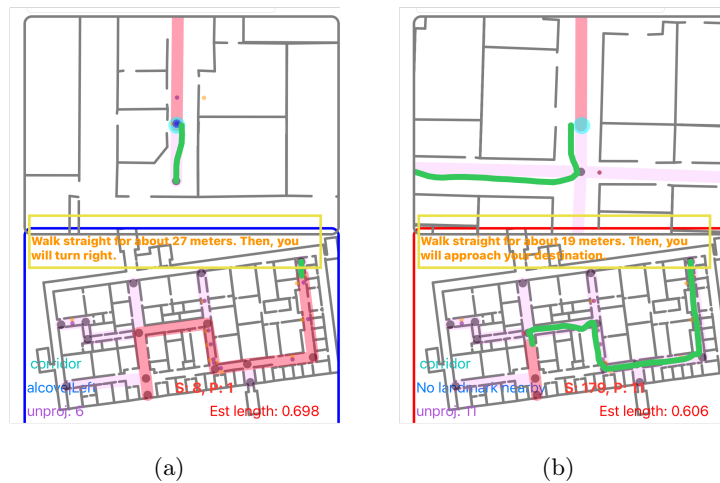 Walk straight for about 27 meters. Then, you
will turn right.
corridor
alcove Left
S: 8, P: 1
unproj: 6
Est length: 0.698
(a)
Walk straight for about 19 meters. Then, you
will approach your destination.
corridor
No landmark nearby
S: 179, P: 11
unproj: 11
Est length: 0.606
(b)